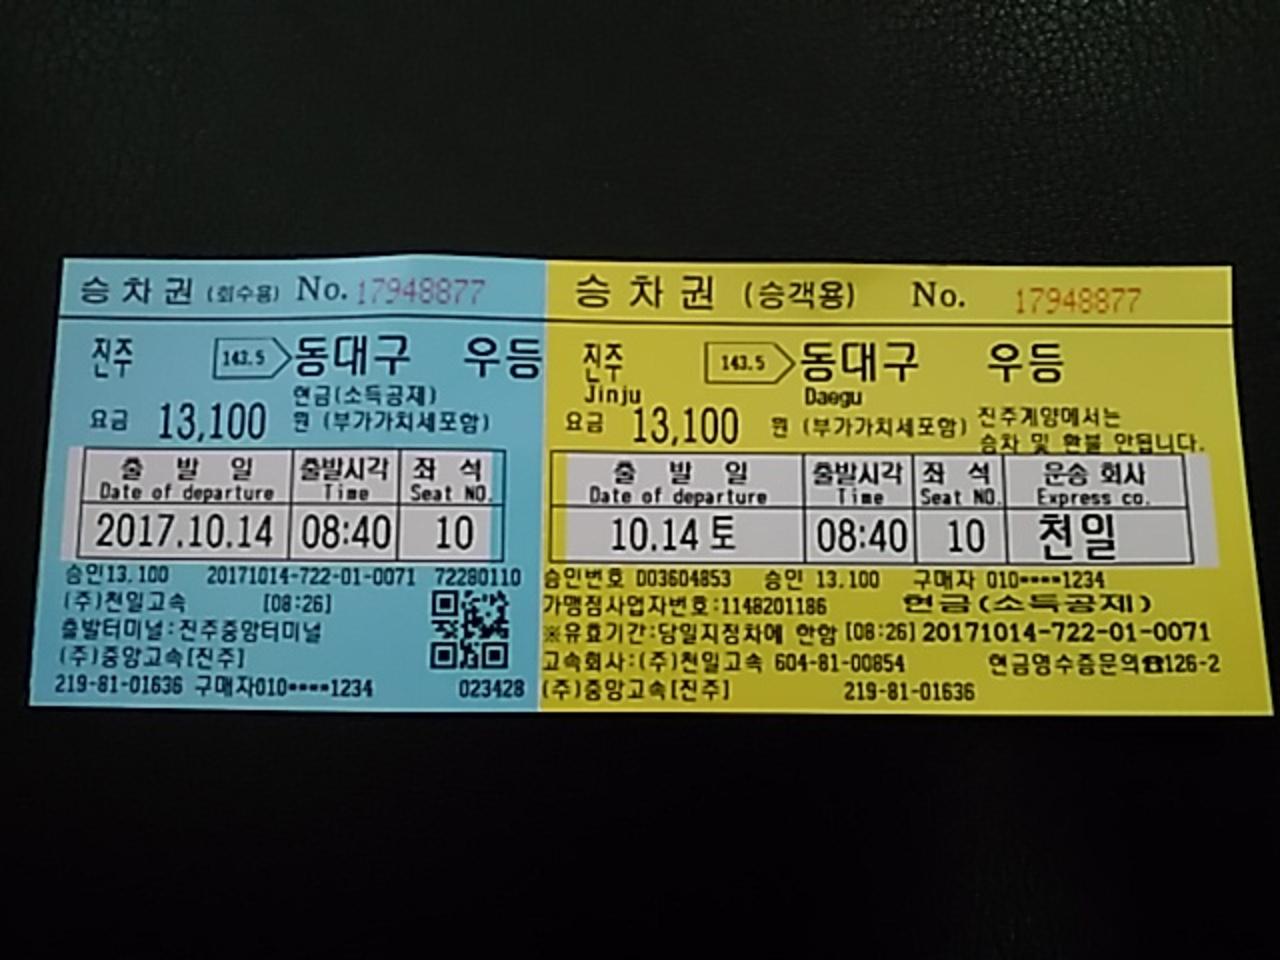 승차권 (회수용) No. 17948877
진주 143.5 동대구 우등
현금(소득공제)
요금 13,100 원 (부가가치세포함)
출 발 일 출발시각 좌 석
Date of departure Time Seat NO.
2017.10.14 08:40 10
승인13.100 20171014-722-01-0071 72280110
(주)천일고속 [08:26]
출발터미널:진주중앙터미널
(주)중앙고속[진주]
219-81-01636 구매자010****1234 023428
승차권 (승객용) No. 17948877
진주 143.5 동대구 우등
Jinju Daegu
요금 13,100 원 (부가가치세포함) 진주계양에서는
승차 및 환불 안됩니다.
출 발 일 출발시각 좌 석 운송 회사
Date of departure Time Seat NO. Express co.
10.14 토 08:40 10 천일
승인번호 D03604853 승인 13.100 구매자 010****1234
가맹점사업자번호:1148201186 현금(소득공제)
※유효기간:당일지정차에 한함 [08:26] 20171014-722-01-0071
고속회사:(주)천일고속 604-81-00854 현금영수증문의☎126-2
(주)중앙고속[진주] 219-81-01636